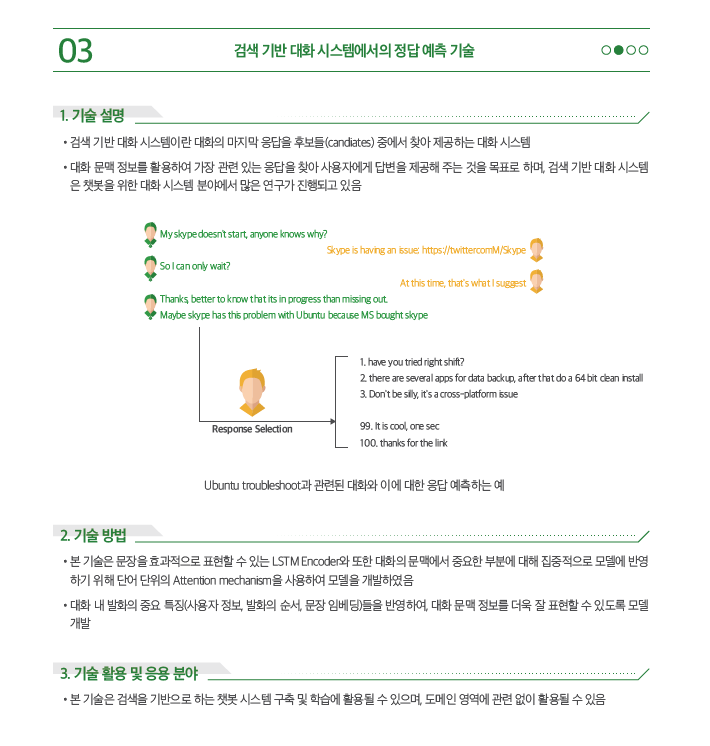 03
검색 기반 대화 시스템에서의 정답 예측 기술
1. 기술 설명
• 검색 기반 대화 시스템이란 대화의 마지막 응답을 후보들(candiates) 중에서 찾아 제공하는 대화 시스템
• 대화 문맥 정보를 활용하여 가장 관련 있는 응답을 찾아 사용자에게 답변을 제공해 주는 것을 목표로 하며, 검색 기반 대화 시스템
은 챗봇을 위한 대화 시스템 분야에서 많은 연구가 진행되고 있음
My skype doesn't start, anyone knows why?
Skype is having an issue: https://twittercomM/Skype
So I can only wait?
At this time, that's what I suggest
Thanks, better to know that its in progress than missing out.
Maybe skype has this problem with Ubuntu because MS bought skype
1. have you tried right shift?
2. there are several apps for data backup, after that do a 64 bit clean install
3. Don't be silly, it's a cross-platform issue
99. It is cool, one sec
100. thanks for the link
Response Selection
Ubuntu troubleshoot과 관련된 대화와 이에 대한 응답 예측하는 예
2. 기술 방법
• 본 기술은 문장을 효과적으로 표현할 수 있는 LSTM Encoder와 또한 대화의 문맥에서 중요한 부분에 대해 집중적으로 모델에 반영
하기 위해 단어 단위의 Attention mechanism을 사용하여 모델을 개발하였음
• 대화 내 발화의 중요 특징(사용자 정보, 발화의 순서, 문장 임베딩)들을 반영하여, 대화 문맥 정보를 더욱 잘 표현할 수 있도록 모델
개발
3. 기술 활용 및 응용 분야
• 본 기술은 검색을 기반으로 하는 챗봇 시스템 구축 및 학습에 활용될 수 있으며, 도메인 영역에 관련 없이 활용될 수 있음